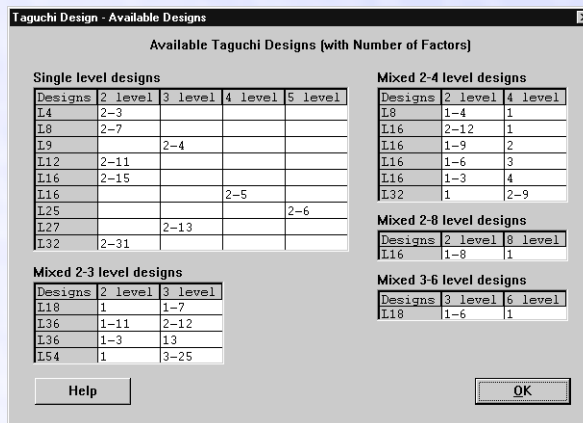 Taguchi Design - Available Designs
Available Taguchi Designs (with Number of Factors)
Single level designs
Designs 2 level 3 level 4 level 5 level
L4 2-3
L8 2-7
L9 2-4
L12 2-11
L16 2-15
L16 2-5
L25 2-6
L27 2-13
L32 2-31
Mixed 2-3 level designs
Designs 2 level 3 level
L18 1 1-7
L36 1-11 2-12
L36 1-3 13
L54 1 3-25
Mixed 2-4 level designs
Designs 2 level 4 level
L8 1-4 1
L16 2-12 1
L16 1-9 2
L16 1-6 3
L16 1-3 4
L32 1 2-9
Mixed 2-8 level designs
Designs 2 level 8 level
L16 1-8 1
Mixed 3-6 level designs
Designs 3 level 6 level
L18 1-6 1
Help
OK